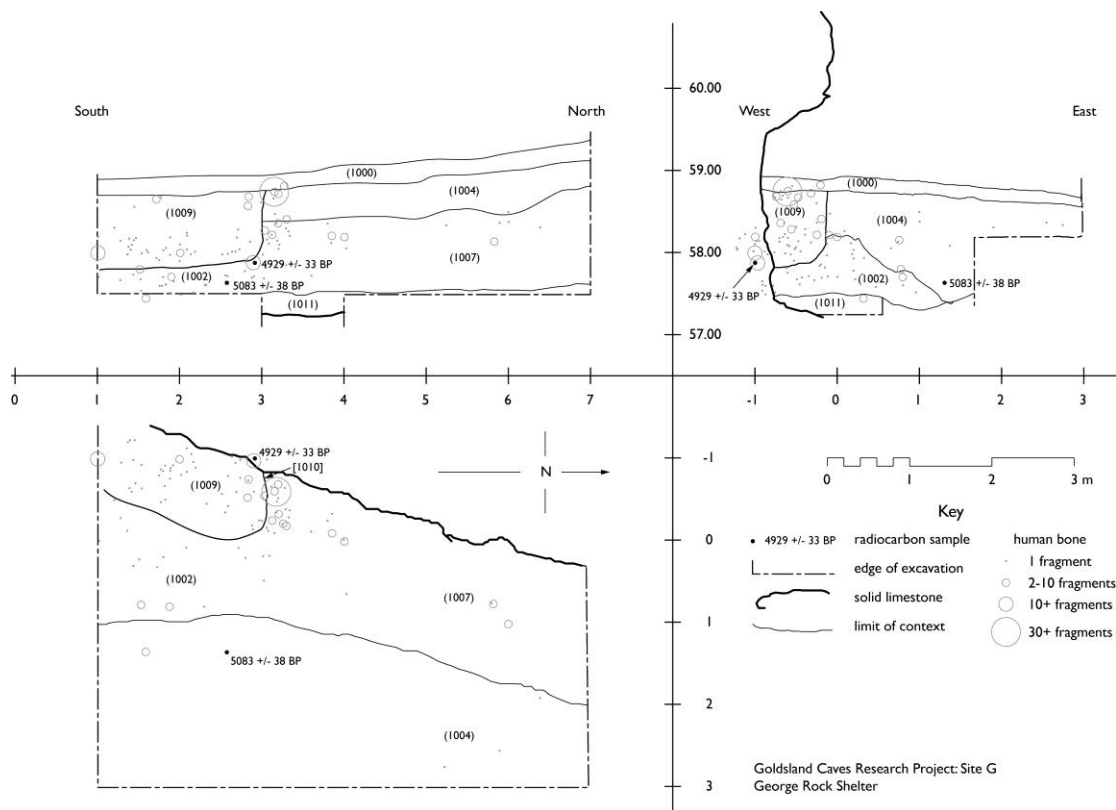 South
North
(1000)
(1004)
(1009)
(1007)
(1002)
4929 +/- 33 BP
5083 +/- 38 BP
(1011)
60.00
59.00
58.00
57.00
West
East
(1000)
(1009)
(1004)
(1002)
4929 +/- 33 BP
5083 +/- 38 BP
(1011)
0 1 2 3 4 5 6 7
-1 0 1 2 3
4929 +/- 33 BP
[1010]
(1009)
(1002)
(1007)
5083 +/- 38 BP
(1004)
N
-1
0
1
2
3
0 1 2 3 m
Key
4929 +/- 33 BP radiocarbon sample
edge of excavation
solid limestone
limit of context
human bone
1 fragment
2-10 fragments
10+ fragments
30+ fragments
Goldsland Caves Research Project: Site G
George Rock Shelter